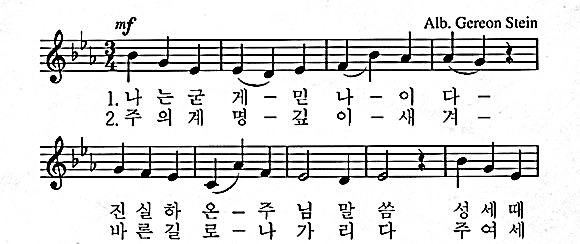 mf Alb. Gereon Stein
3 4
1. 나 는 굳 게 - 믿 나 - 이 다 -
2. 주 의 계 명 - 깊 이 - 새 겨 -
진 실 하 온 - 주 님 말 씀 성 세 때
바 른 길 로 - 나 가 리 다 주 여 세